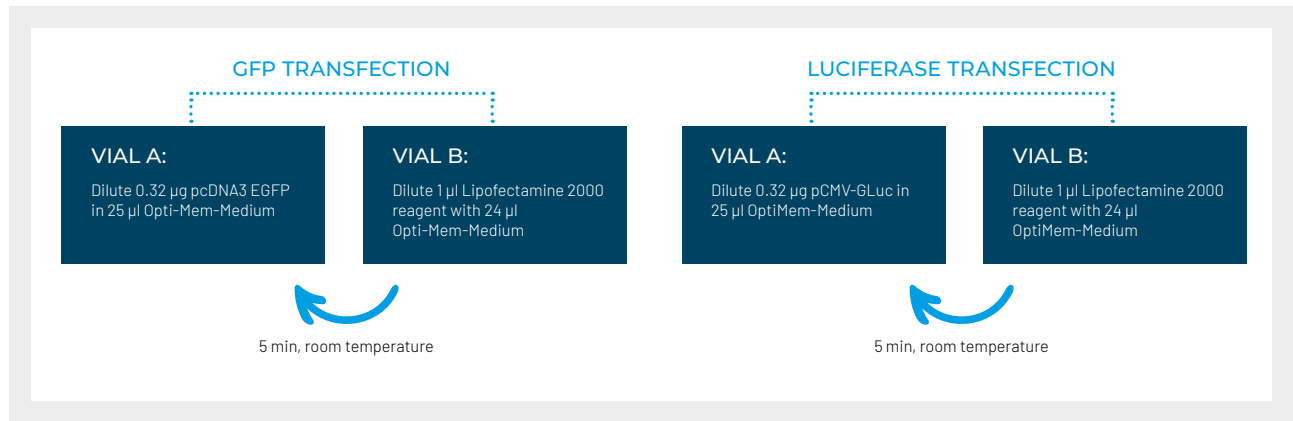 GFP TRANSFECTION
VIAL A:
Dilute 0.32 µg pcDNA3 EGFP
in 25 µl Opti-Mem-Medium
VIAL B:
Dilute 1 µl Lipofectamine 2000
reagent with 24 µl
Opti-Mem-Medium
5 min, room temperature
LUCIFERASE TRANSFECTION
VIAL A:
Dilute 0.32 µg pCMV-GLuc in
25 µl OptiMem-Medium
VIAL B:
Dilute 1 µl Lipofectamine 2000
reagent with 24 µl
OptiMem-Medium
5 min, room temperature